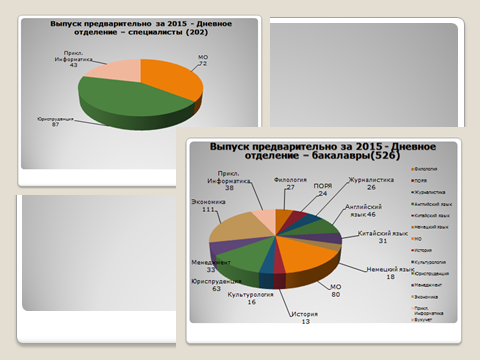 Выпуск предварительно за 2015 - Дневное
отделение – специалисты (202)
Прикл.
Информатика
43
МО
72
Юриспруденция
87
Выпуск предварительно за 2015 - Дневное
отделение – бакалавры(526)
Филология
27
ПОРЯ
24
Журналистика
26
Английский
язык 46
Китайский язык
31
Немецкий язык
18
МО
80
История
13
Культурология
16
Юриспруденция
63
Менеджмент
33
Экономика
111
Прикл.
Информатика
38
Филология
ПОРЯ
Журналистика
Английский язык
Китайский язык
Немецкий язык
МО
История
Культурология
Юриспруденция
Менеджмент
Экономика
Прикл.
Информатика
Бухучет